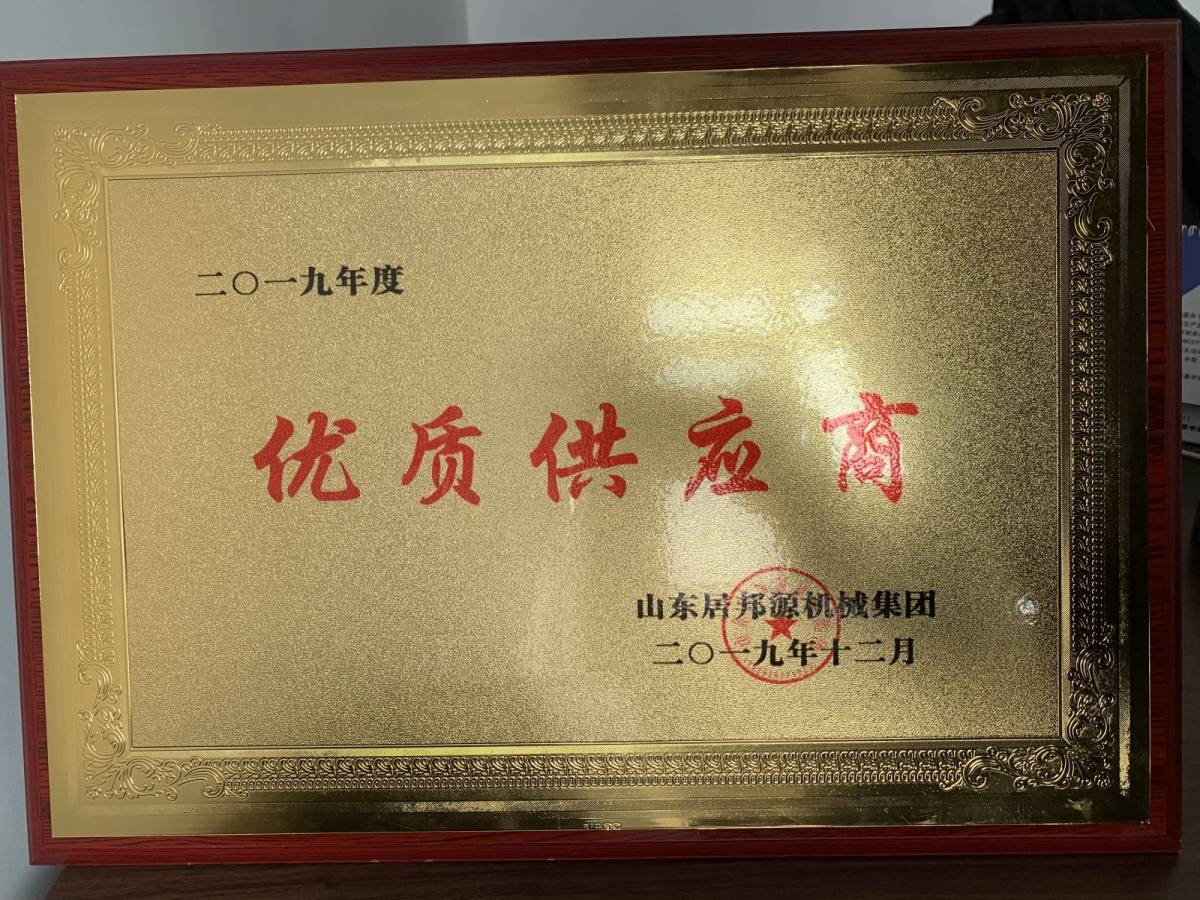 二〇一九年度
优质供应商
山东居邦源机械集团
二〇一九年十二月